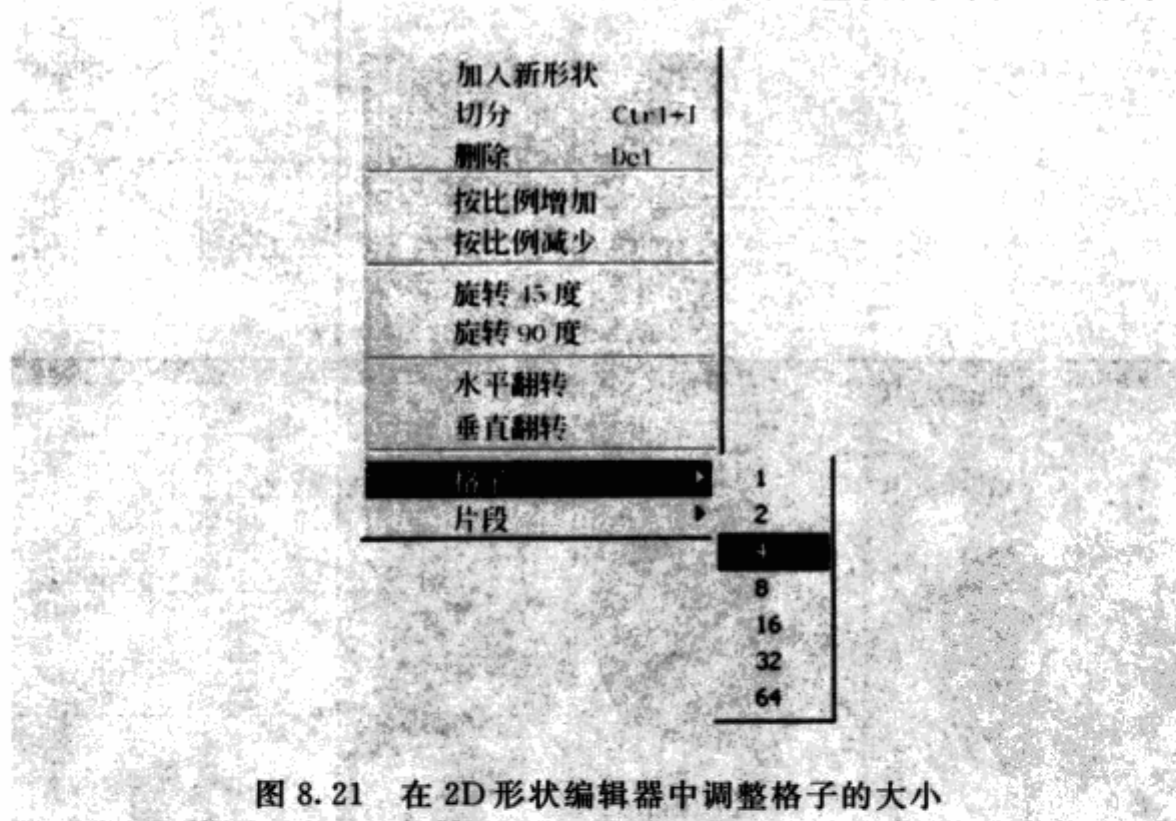 加入新形状
切分 Ctrl+I
删除 Del
按比例增加
按比例减少
旋转 45 度
旋转 90 度
水平翻转
垂直翻转
格子
片段
1
2
4
8
16
32
64
图 8.21 在 2D 形状编辑器中调整格子的大小